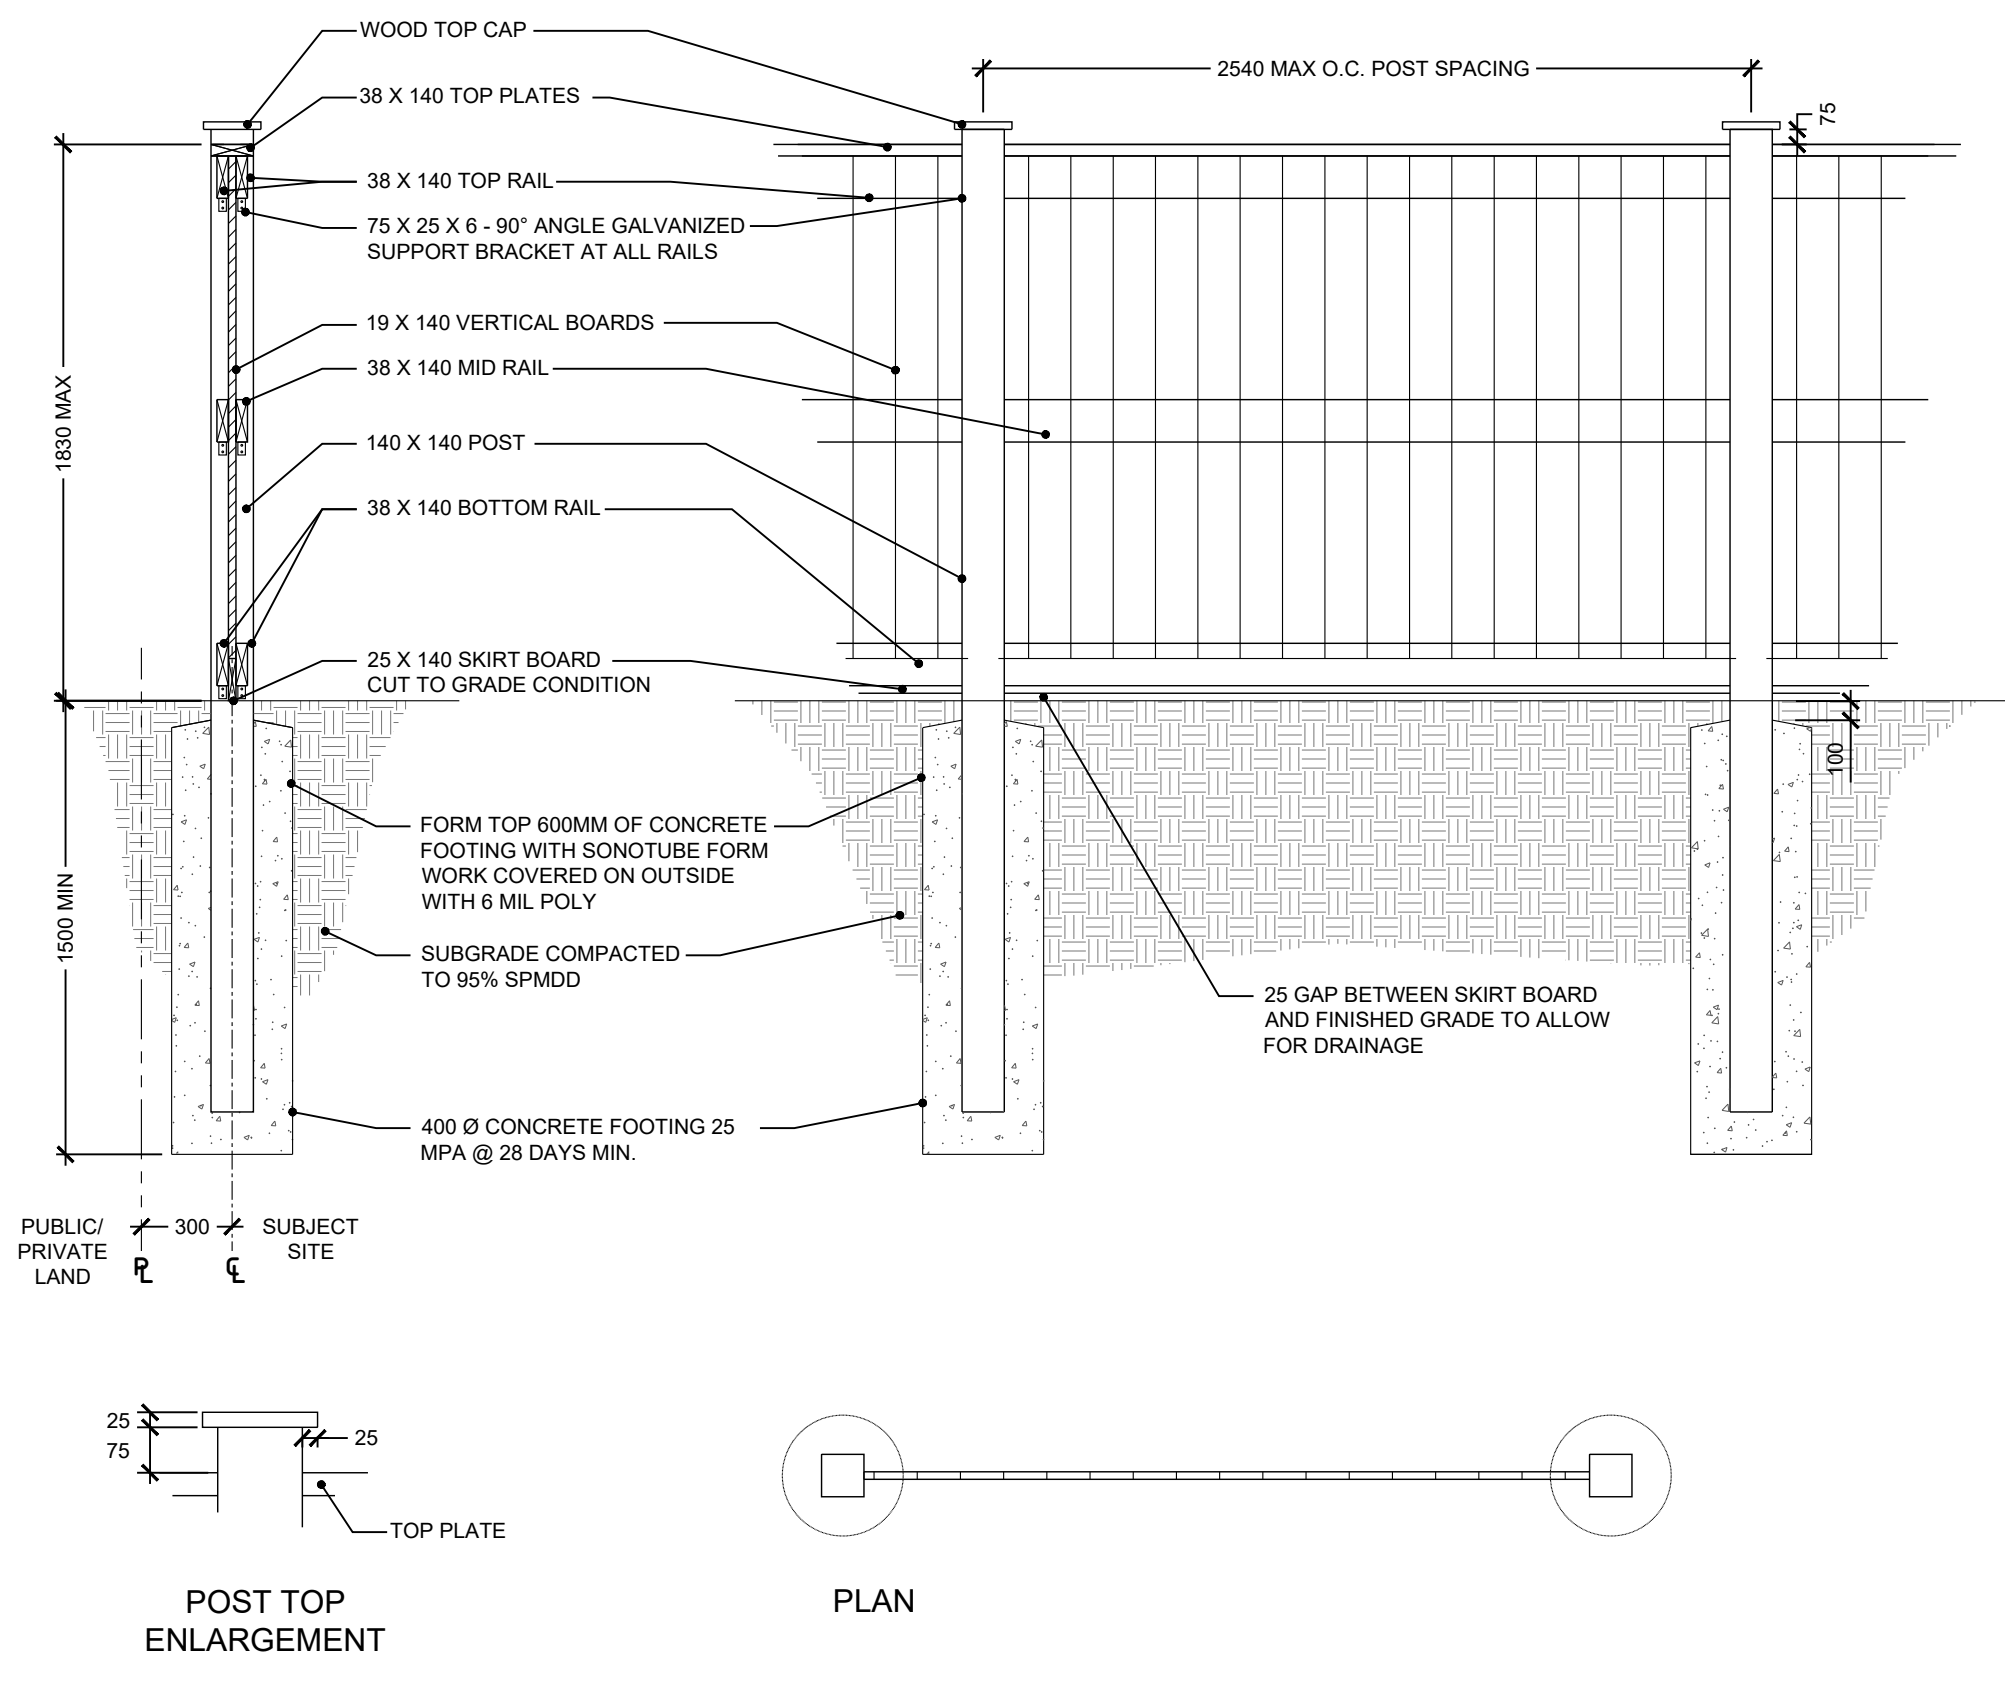 WOOD TOP CAP
2540 MAX O.C. POST SPACING
38 X 140 TOP PLATES
75
38 X 140 TOP RAIL
75 X 25 X 6 - 90° ANGLE GALVANIZED
SUPPORT BRACKET AT ALL RAILS
19 X 140 VERTICAL BOARDS
38 X 140 MID RAIL
1830 MAX
140 X 140 POST
38 X 140 BOTTOM RAIL
25 X 140 SKIRT BOARD
CUT TO GRADE CONDITION
100
FORM TOP 600MM OF CONCRETE
FOOTING WITH SONOTUBE FORM
WORK COVERED ON OUTSIDE
WITH 6 MIL POLY
1500 MIN
SUBGRADE COMPACTED
TO 95% SPMDD
25 GAP BETWEEN SKIRT BOARD
AND FINISHED GRADE TO ALLOW
FOR DRAINAGE
400 Ø CONCRETE FOOTING 25
MPA @ 28 DAYS MIN.
PUBLIC/
PRIVATE
LAND
300
SUBJECT
SITE
PL
CL
25
75
25
TOP PLATE
POST TOP
ENLARGEMENT
PLAN